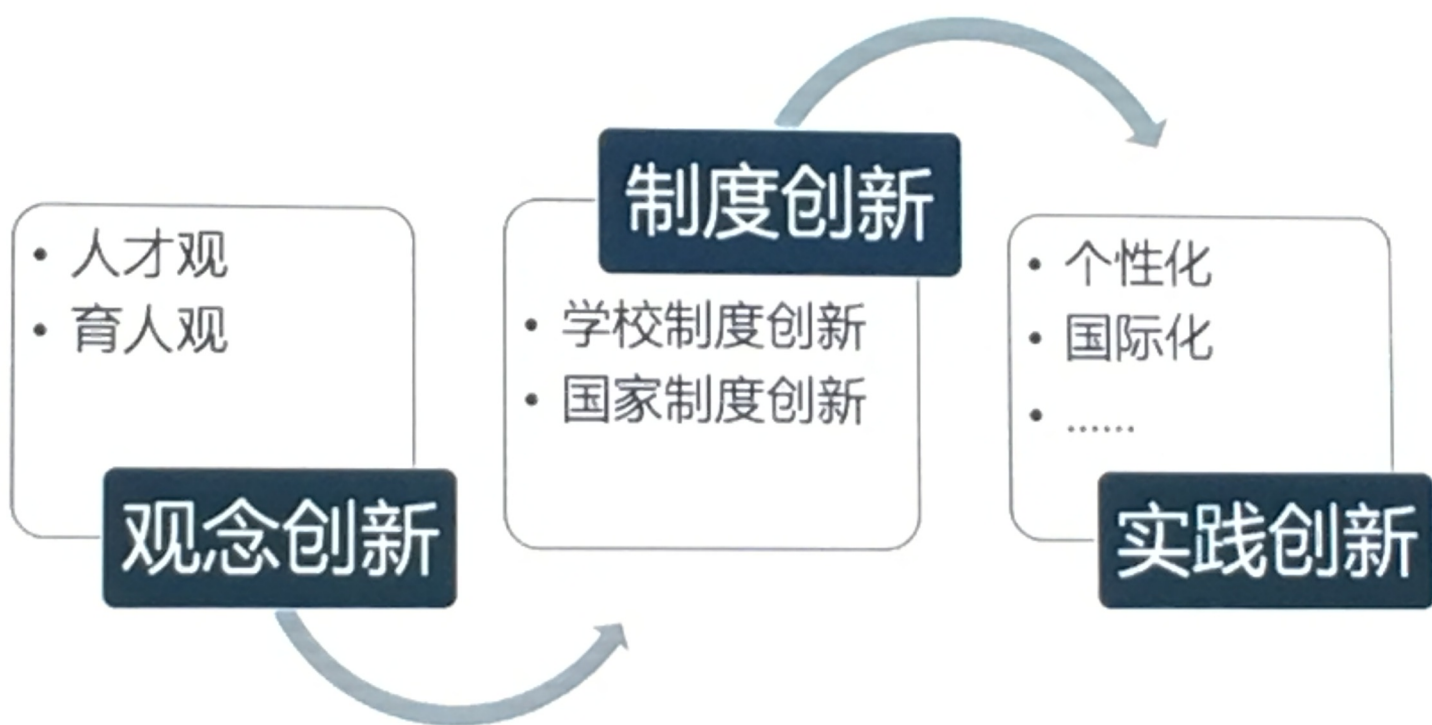 人才观
育人观
观念创新
制度创新
学校制度创新
国家制度创新
个性化
国际化
……
实践创新